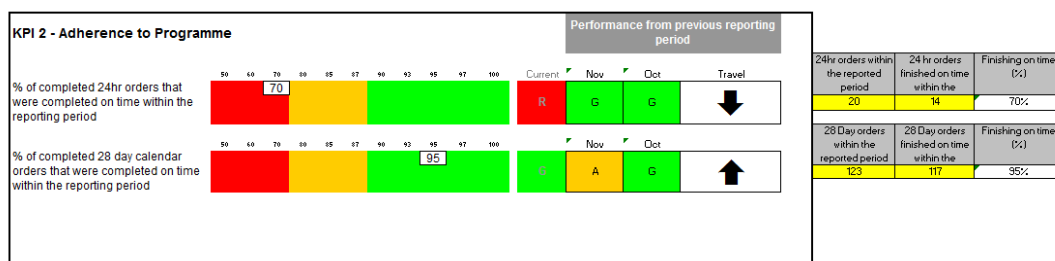 KPI 2 - Adherence to Programme
Performance from previous reporting
period
50 60 70 80 85 87 90 93 95 97 100
Current Nov Oct Travel
% of completed 24hr orders that
were completed on time within the
reporting period
70
R G G
24hr orders within
the reported
period
24 hr orders
finished on time
within the
Finishing on time
(%)
20 14 70%
50 60 70 80 85 87 90 93 95 97 100
Nov Oct
% of completed 28 day calendar
orders that were completed on time
within the reporting period
95
G A G
28 Day orders
within the
reported period
28 Day orders
finished on time
within the
Finishing on time
(%)
123 117 95%